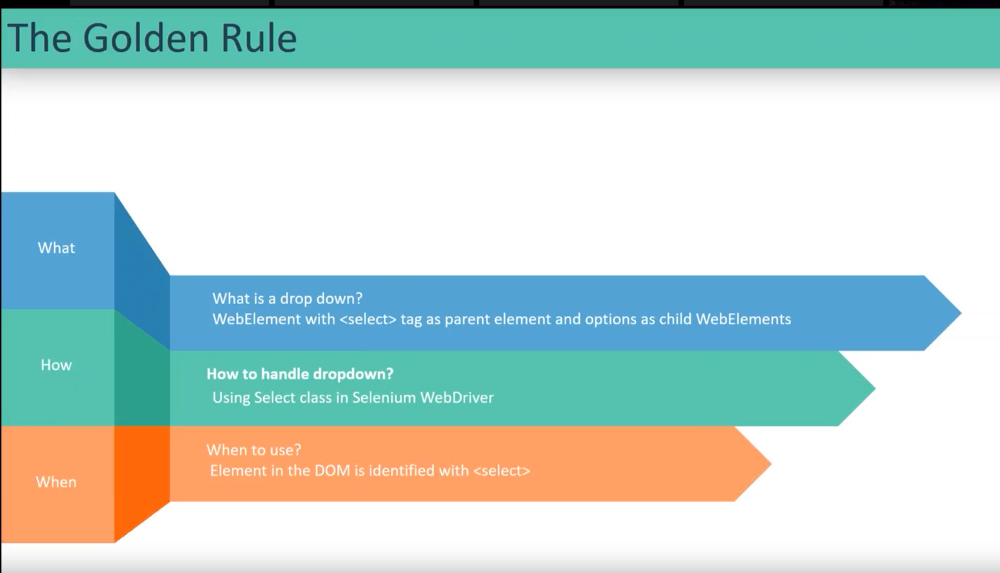 The Golden Rule
What
What is a drop down?
WebElement with <select> tag as parent element and options as child WebElements
How
How to handle dropdown?
Using Select class in Selenium WebDriver
When
When to use?
Element in the DOM is identified with <select>